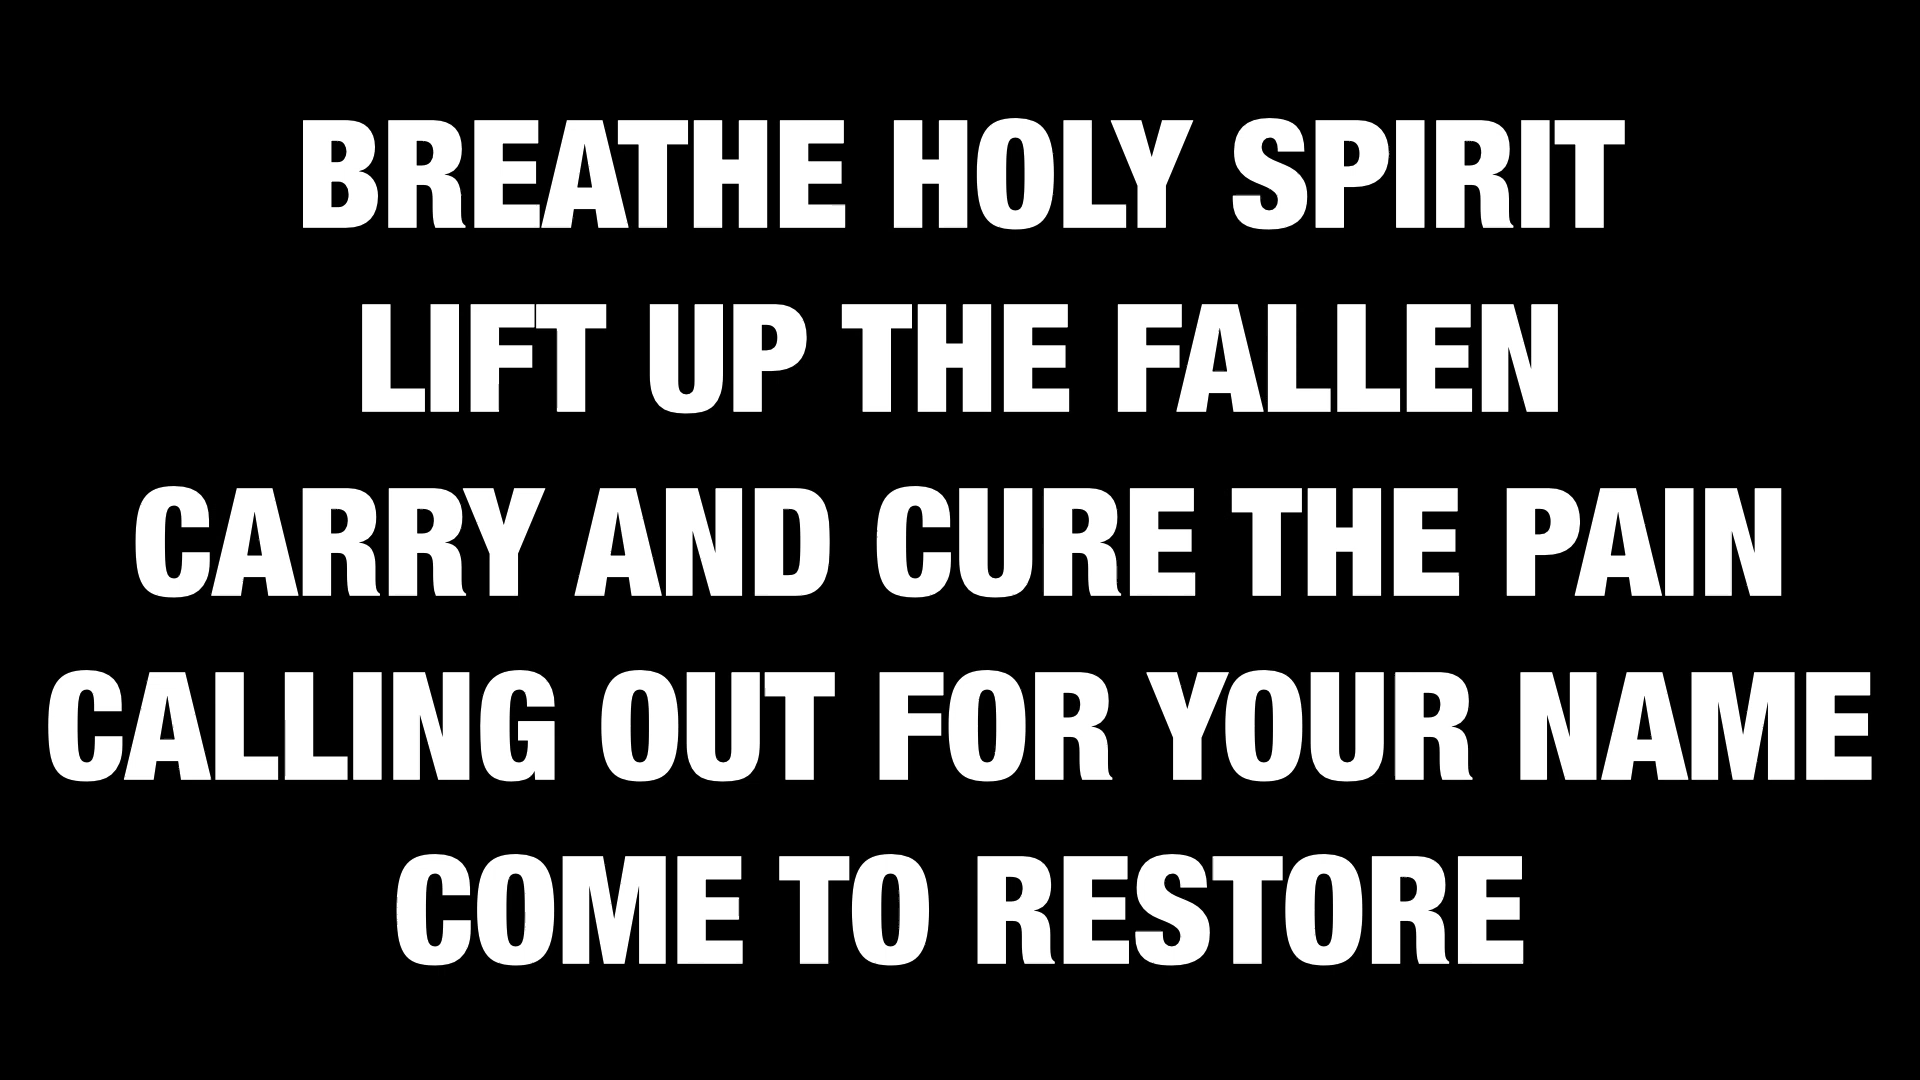 BREATHE HOLY SPIRIT
LIFT UP THE FALLEN
CARRY AND CURE THE PAIN
CALLING OUT FOR YOUR NAME
COME TO RESTORE